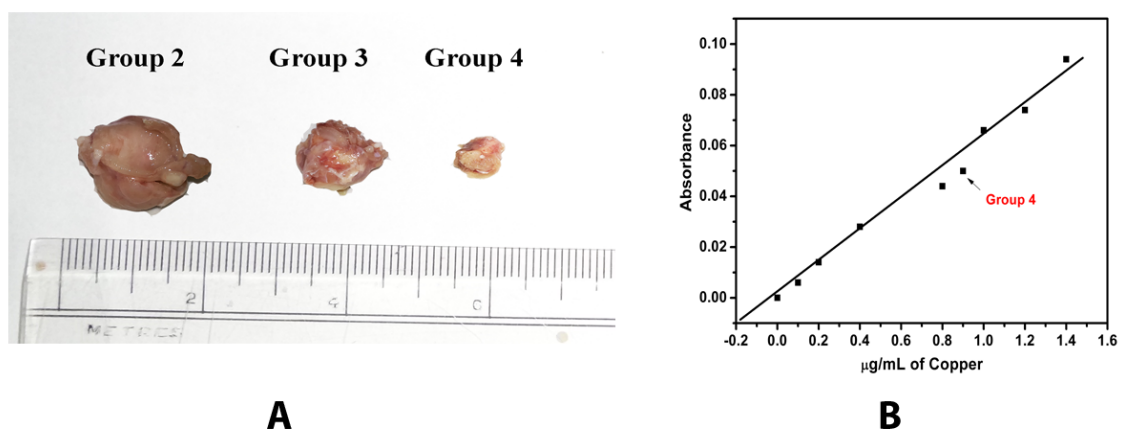 Group 2 Group 3 Group 4
2 4 6
METRES
A
0.10
0.08
0.06
0.04
0.02
0.00
Absorbance
Group 4
-0.2 0.0 0.2 0.4 0.6 0.8 1.0 1.2 1.4 1.6
μg/mL of Copper
B